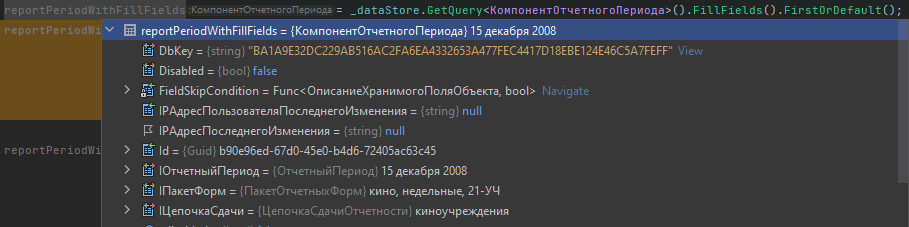 reportPeriodWithFillFields :КомпонентОтчетногоПериода = _dataStore.GetQuery<КомпонентОтчетногоПериода>().FillFields().FirstOrDefault();
reportPeriodWi
reportPeriodWithFillFields = {КомпонентОтчетногоПериода} 15 декабря 2008
DbKey = {string} "BA1A9E32DC229AB516AC2FA6EA4332653A477FEC4417D18EBE124E46C5A7FEFF" View
Disabled = {bool} false
FieldSkipCondition = Func<ОписаниеХранимогоПоляОбъекта, bool> Navigate
IPАдресПользователяПоследнегоИзменения = {string} null
IPАдресПоследнегоИзменения = {string} null
reportPeriodWi
Id = {Guid} b90e96ed-67d0-45e0-b4d6-72405ac63c45
IОтчетныйПериод = {ОтчетныйПериод} 15 декабря 2008
IПакетФорм = {ПакетОтчетныхФорм} кино, недельные, 21-УЧ
IЦепочкаСдачи = {ЦепочкаСдачиОтчетности} киноучреждения